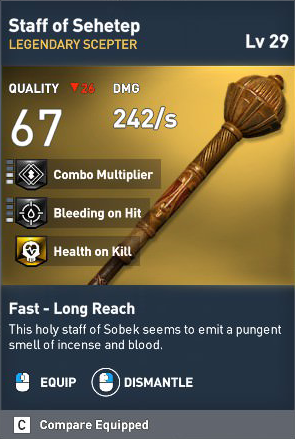 Staff of Sehetep
LEGENDARY SCEPTER
Lv 29
QUALITY ▼26 DMG
67 242/s
Combo Multiplier
Bleeding on Hit
Health on Kill
Fast - Long Reach
This holy staff of Sobek seems to emit a pungent
smell of incense and blood.
EQUIP DISMANTLE
C Compare Equipped